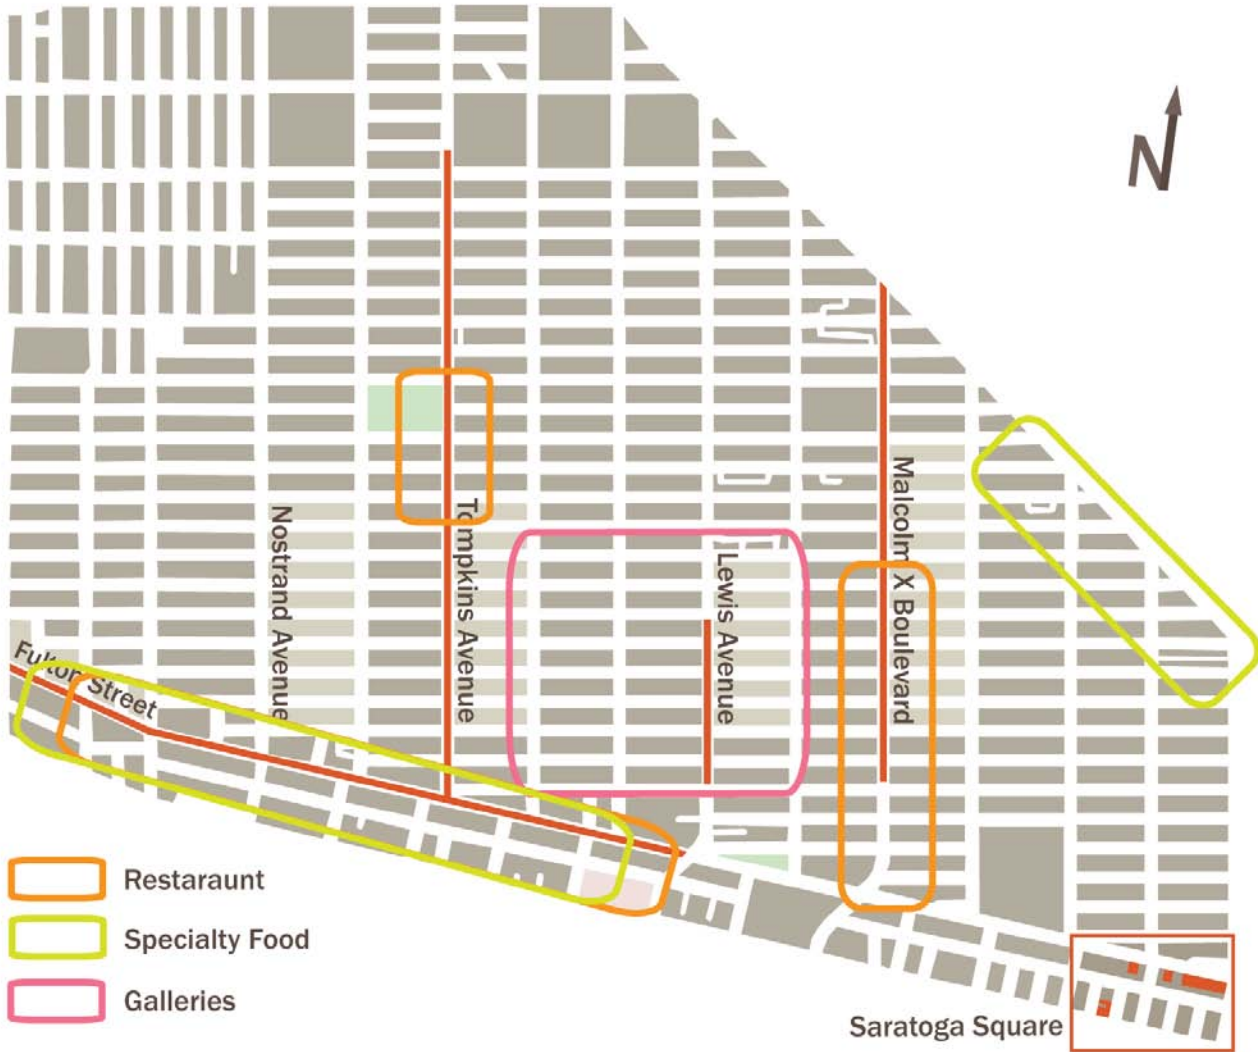 N
Malcolm X Boulevard
Tompkins Avenue
Nostrand Avenue
Lewis Avenue
Fulton Street
Restaraunt
Specialty Food
Galleries
Saratoga Square